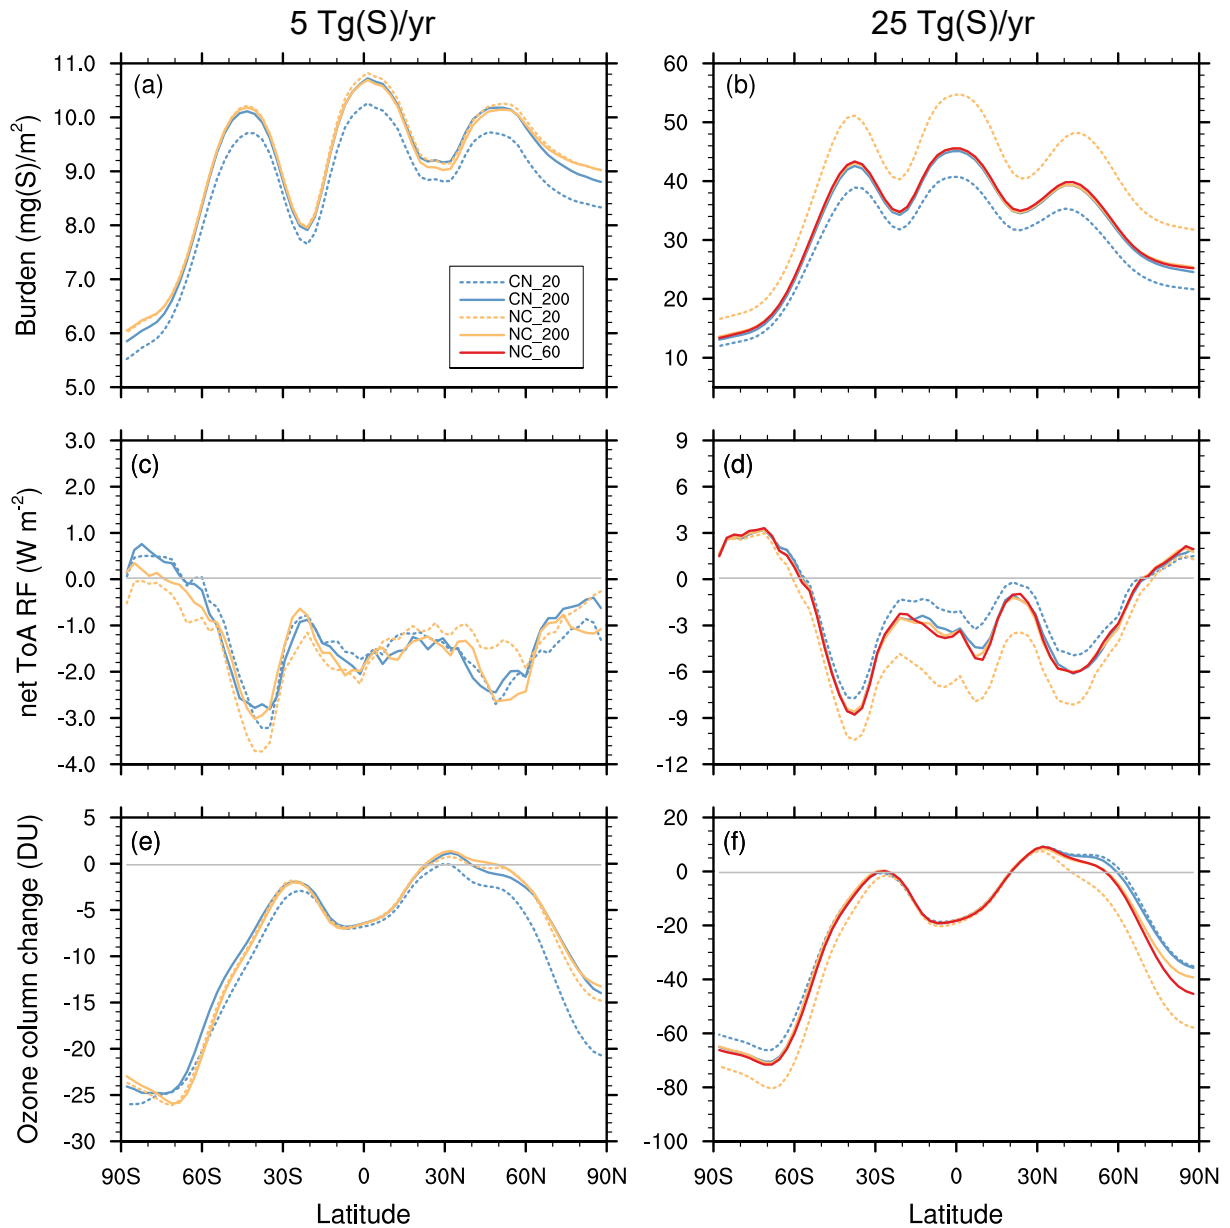 5 Tg(S)/yr
25 Tg(S)/yr
Burden (mg(S)/m²)
11.0
10.0
9.0
8.0
7.0
6.0
5.0
(a)
CN_20
CN_200
NC_20
NC_200
NC_60
60
50
40
30
20
10
(b)
net ToA RF (W m⁻²)
3.0
2.0
1.0
0.0
-1.0
-2.0
-3.0
-4.0
(c)
9
6
3
0
-3
-6
-9
-12
(d)
Ozone column change (DU)
5
0
-5
-10
-15
-20
-25
-30
(e)
20
0
-20
-40
-60
-80
-100
(f)
90S 60S 30S 0 30N 60N 90N
90S 60S 30S 0 30N 60N 90N
Latitude
Latitude